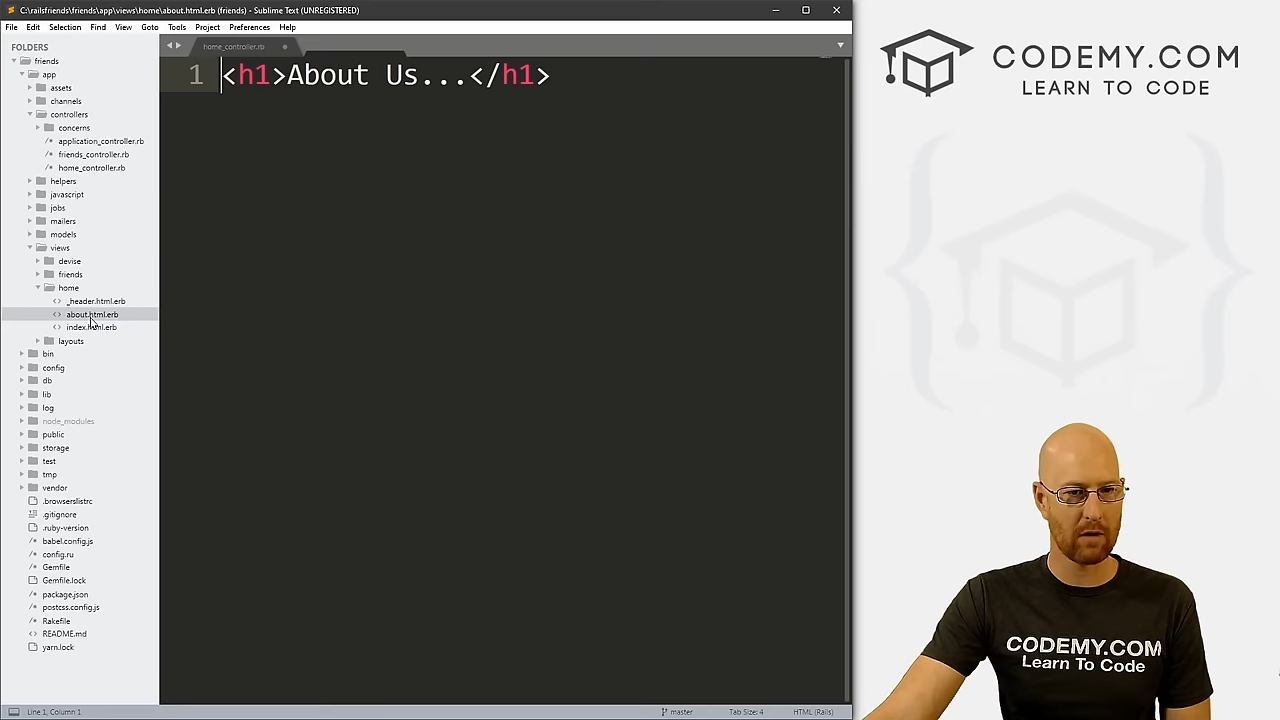 C:\railsfriends\friends\app\views\home\about.html.erb (friends) - Sublime Text (UNREGISTERED)
File Edit Selection Find View Goto Tools Project Preferences Help
FOLDERS
friends
app
assets
channels
controllers
concerns
application_controller.rb
friends_controller.rb
home_controller.rb
helpers
javascript
jobs
mailers
models
views
devise
friends
home
_header.html.erb
about.html.erb
index.html.erb
layouts
bin
config
db
lib
log
node_modules
public
storage
test
tmp
vendor
.browserslistrc
.gitignore
.ruby-version
babel.config.js
config.ru
Gemfile
Gemfile.lock
package.json
postcss.config.js
Rakefile
README.md
yarn.lock
home_controller.rb
1 <h1>About Us...</h1>
Line 1, Column 1
master
Tab Size: 4
HTML (Rails)
CODEMY.COM
LEARN TO CODE
CODEMY.COM
Learn To Code